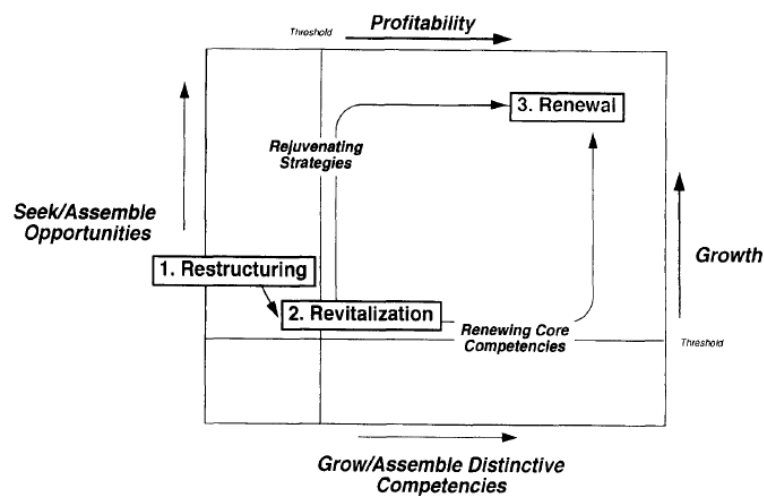 Profitability
Threshold
3. Renewal
Rejuvenating
Strategies
Seek/Assemble
Opportunities
Growth
1. Restructuring
2. Revitalization
Renewing Core
Competencies
Threshold
Grow/Assemble Distinctive
Competencies